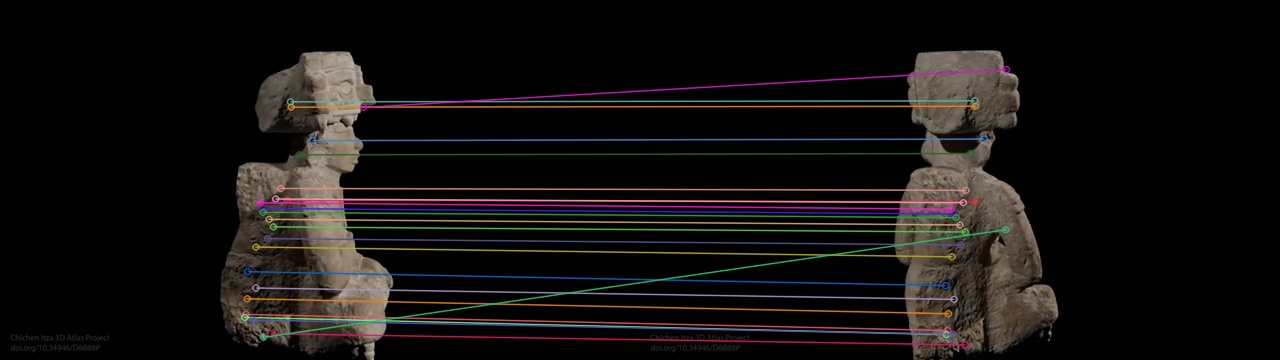 Chichen Itza 3D Atlas Project
doi.org/10.34946/D6B88P
Chichen Itza 3D Atlas Project
doi.org/10.34946/D6B88P